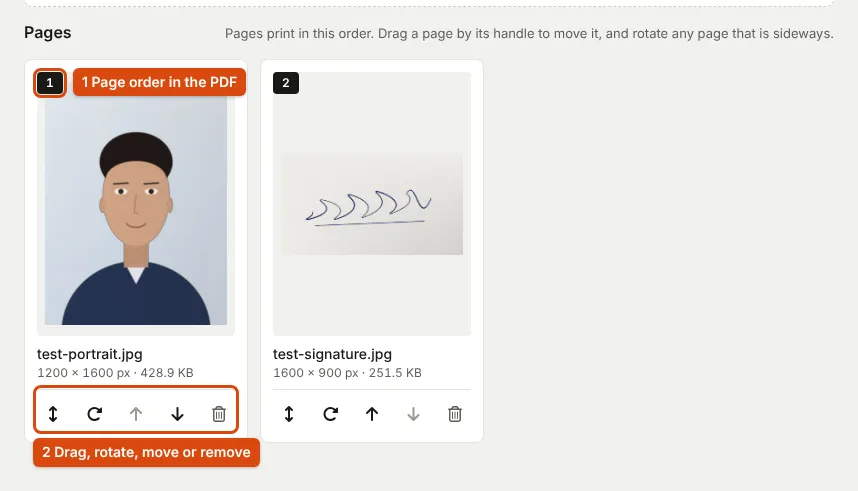 Pages
Pages print in this order. Drag a page by its handle to move it, and rotate any page that is sideways.
1
1 Page order in the PDF
2
test-portrait.jpg
1200 × 1600 px · 428.9 KB
test-signature.jpg
1600 × 900 px · 251.5 KB
2 Drag, rotate, move or remove